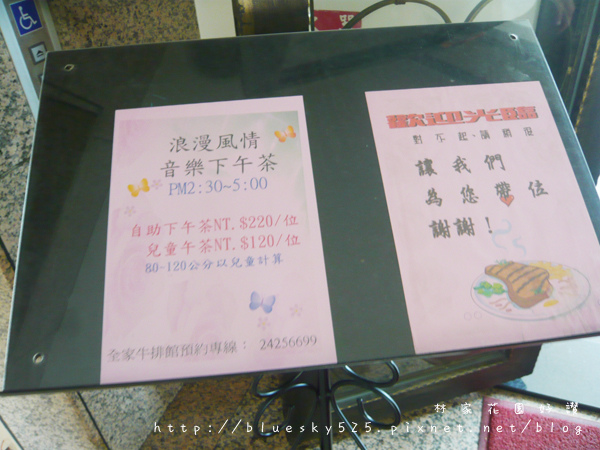 浪漫風情
音樂下午茶
PM2:30~5:00
自助下午茶NT.$220/位
兒童午茶NT.$120/位
80-120公分以兒童計算
全家牛排館預約專線： 24256699
歡迎光臨
對不起、請稍候
讓我們
為您帶位
謝謝！
林家花園好讚
http://bluesky525.pixnet.net/blog